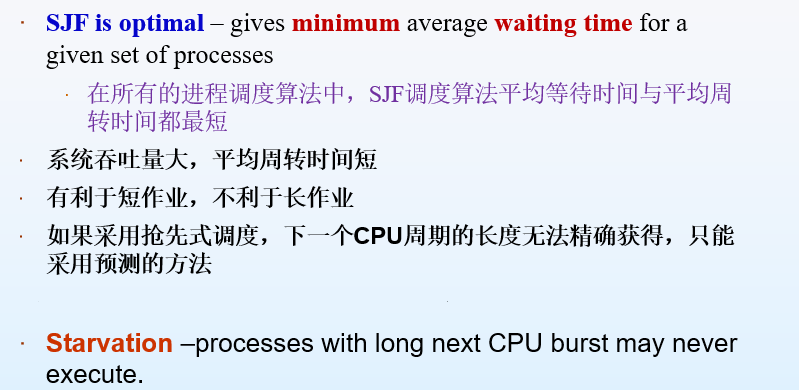 · SJF is optimal – gives minimum average waiting time for a
given set of processes
· 在所有的进程调度算法中，SJF调度算法平均等待时间与平均周
转时间都最短
· 系统吞吐量大，平均周转时间短
· 有利于短作业，不利于长作业
· 如果采用抢先式调度，下一个CPU周期的长度无法精确获得，只能
采用预测的方法
· Starvation –processes with long next CPU burst may never
execute.